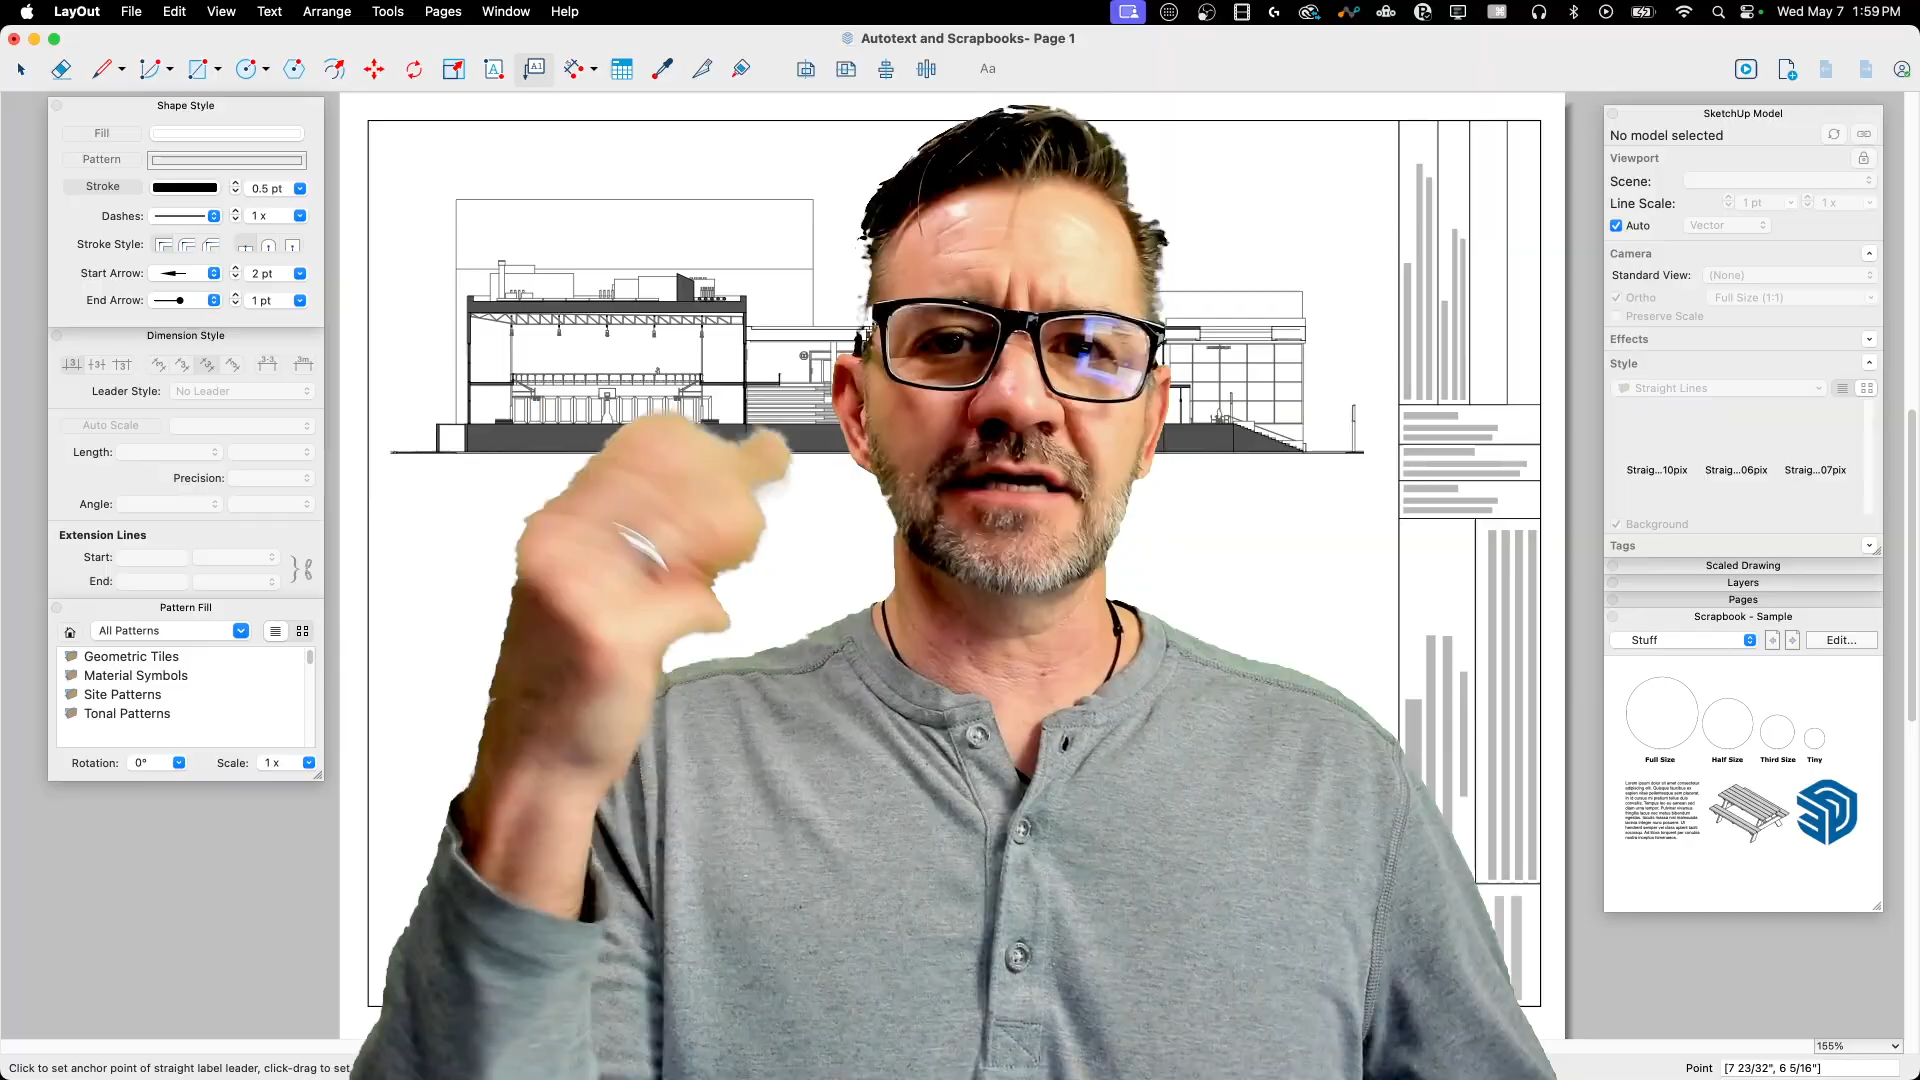 LayOut File Edit View Text Arrange Tools Pages Window Help
Wed May 7 1:59 PM
Autotext and Scrapbooks- Page 1
A
A1
Aa
Shape Style
Fill
Pattern
Stroke 0.5 pt
Dashes: 1 x
Stroke Style:
Start Arrow: 2 pt
End Arrow: 1 pt
Dimension Style
Leader Style: No Leader
Auto Scale
Length:
Precision:
Angle:
Extension Lines
Start:
End:
Pattern Fill
All Patterns
Geometric Tiles
Material Symbols
Site Patterns
Tonal Patterns
Rotation: 0° Scale: 1 x
SketchUp Model
No model selected
Viewport
Scene:
Line Scale: 1 pt 1 x
Auto Vector
Camera
Standard View: (None)
Ortho Full Size (1:1)
Preserve Scale
Effects
Style
Straight Lines
Straig...10pix Straig...06pix Straig...07pix
Background
Tags
Scaled Drawing
Layers
Pages
Scrapbook - Sample
Stuff Edit...
Full Size Half Size Third Size Tiny
155%
Click to set anchor point of straight label leader, click-drag to set
Point [7 23/32", 6 5/16"]